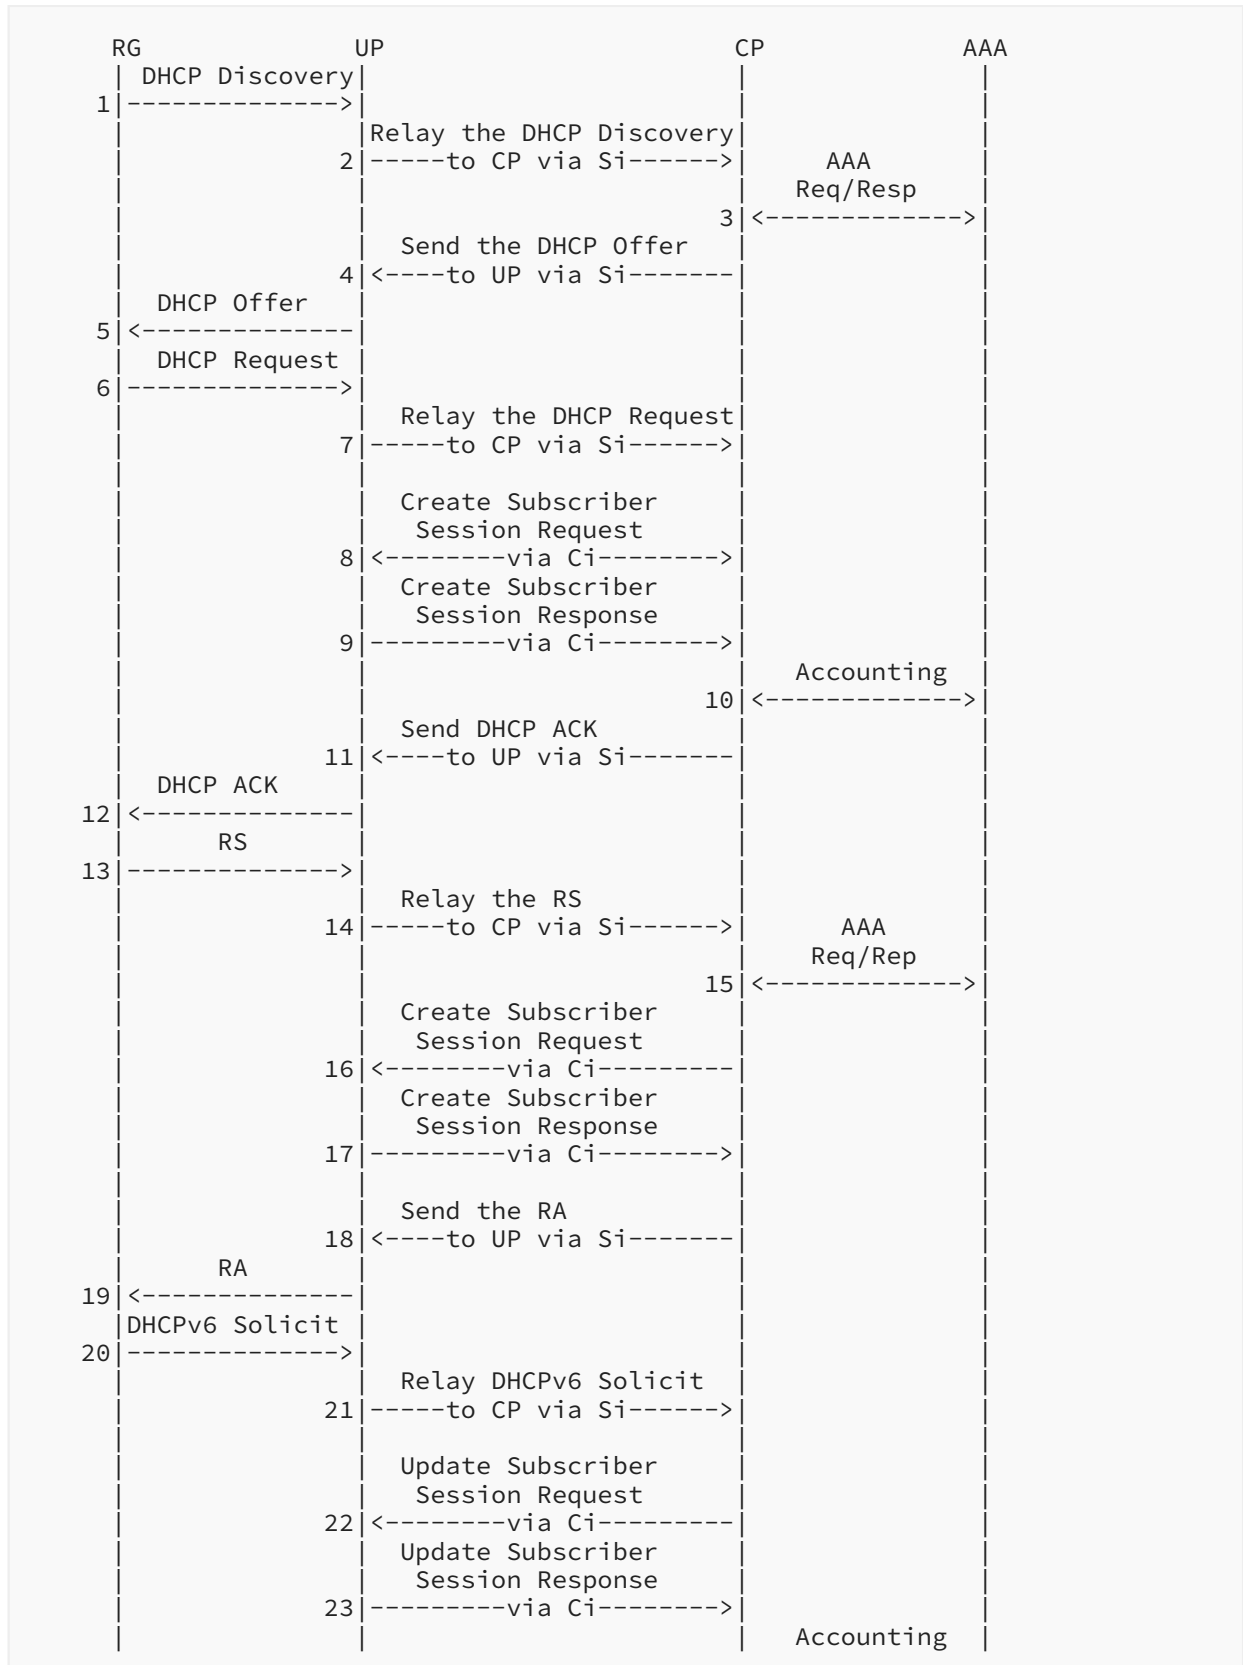 RG UP CP AAA
| DHCP Discovery| | |
1|-------------->| | |
|Relay the DHCP Discovery|
2|-----to CP via Si------>| AAA
Req/Resp
3|<------------->|
Send the DHCP Offer
4|<----to UP via Si-------|
DHCP Offer
5|<--------------|
DHCP Request
6|-------------->|
Relay the DHCP Request|
7|-----to CP via Si------>|
Create Subscriber
Session Request
8|<--------via Ci-------->|
Create Subscriber
Session Response
9|---------via Ci-------->|
Accounting
10|<------------->|
Send DHCP ACK
11|<----to UP via Si-------|
DHCP ACK
12|<--------------|
RS
13|-------------->|
Relay the RS
14|-----to CP via Si------>| AAA
Req/Rep
15|<------------->|
Create Subscriber
Session Request
16|<--------via Ci---------|
Create Subscriber
Session Response
17|---------via Ci-------->|
Send the RA
18|<----to UP via Si-------|
RA
19|<--------------|
|DHCPv6 Solicit
20|-------------->|
Relay DHCPv6 Solicit
21|-----to CP via Si------>|
Update Subscriber
Session Request
22|<--------via Ci---------|
Update Subscriber
Session Response
23|---------via Ci-------->|
| | | Accounting |